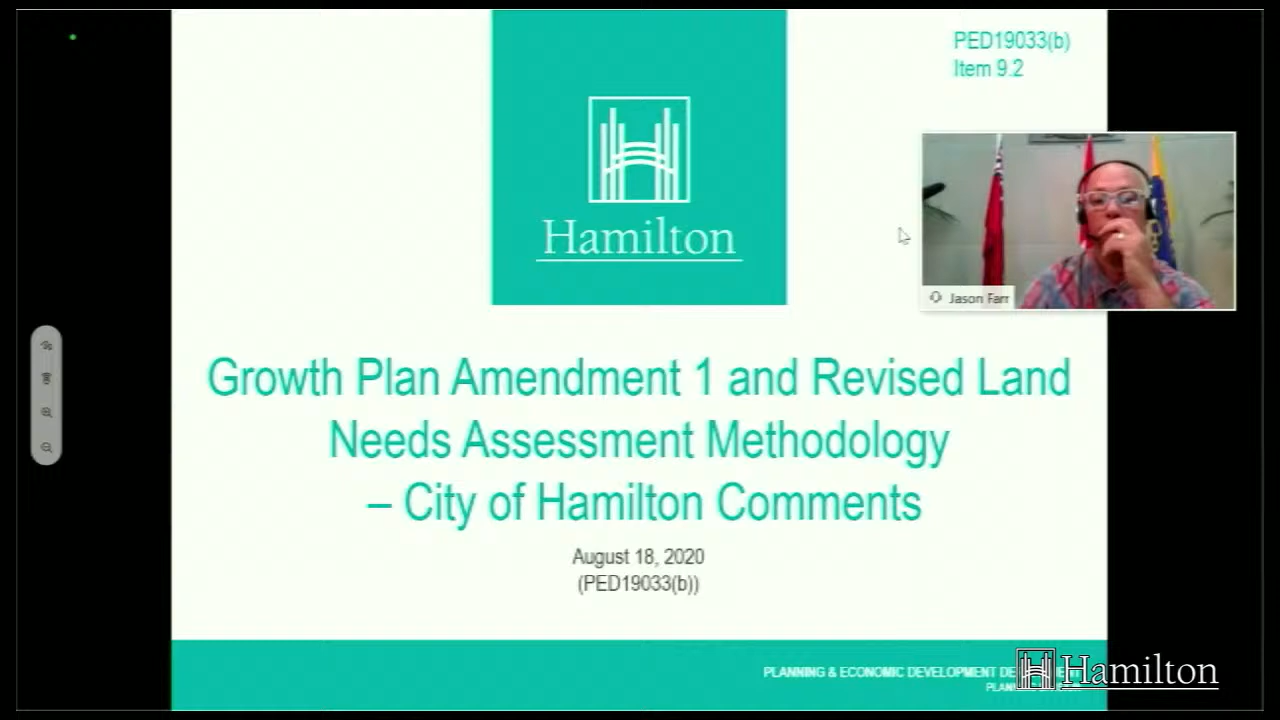 PED19033(b)
Item 9.2
Hamilton
Jason Farr
Growth Plan Amendment 1 and Revised Land
Needs Assessment Methodology
– City of Hamilton Comments
August 18, 2020
(PED19033(b))
PLANNING & ECONOMIC DEVELOPMENT
Hamilton